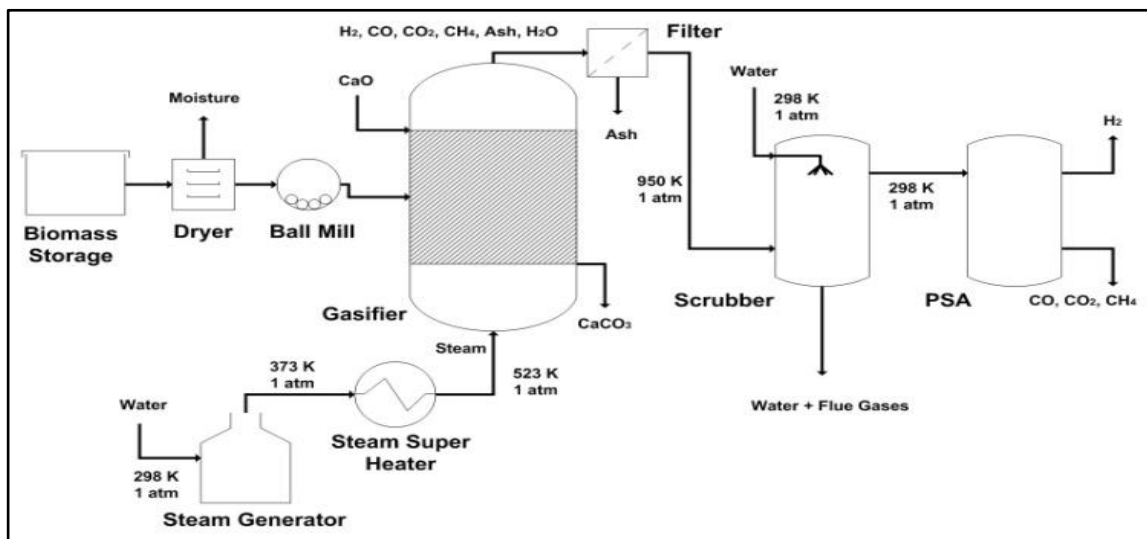 H₂, CO, CO₂, CH₄, Ash, H₂O
Filter
CaO
Moisture
Ash
Water
298 K
1 atm
H₂
Biomass
Storage
Dryer
Ball Mill
950 K
1 atm
298 K
1 atm
Gasifier
CaCO₃
Scrubber
PSA
CO, CO₂, CH₄
Steam
373 K
1 atm
523 K
1 atm
Water
298 K
1 atm
Steam Super
Heater
Steam Generator
Water + Flue Gases